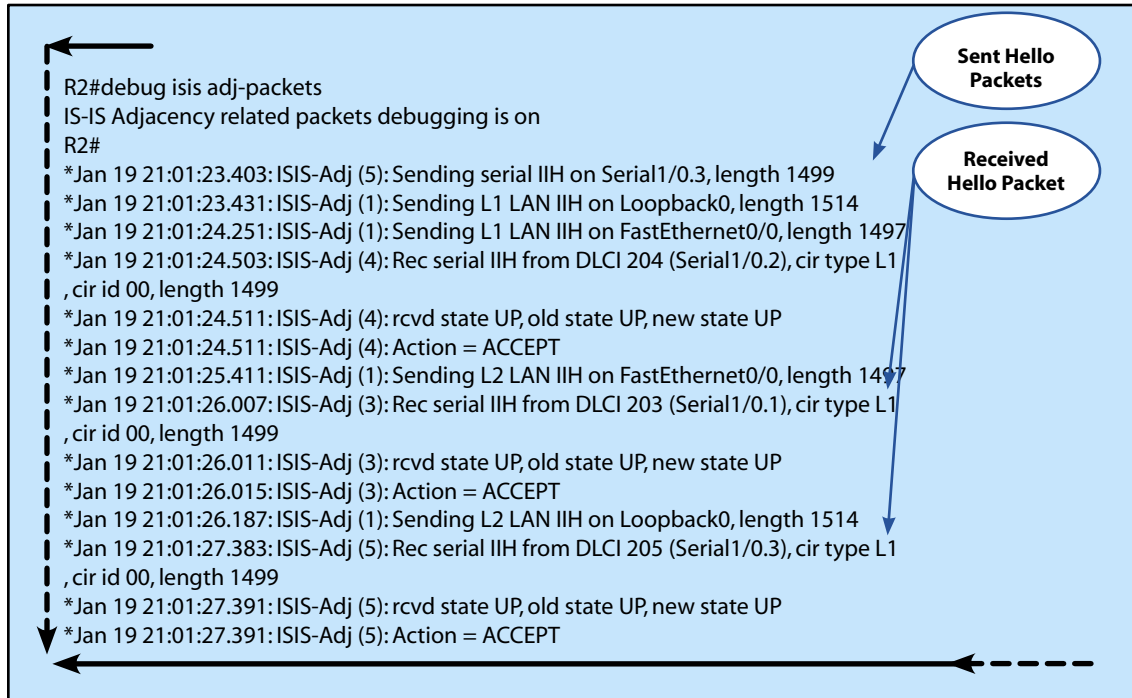 Sent Hello
Packets
Received
Hello Packet
R2#debug isis adj-packets
IS-IS Adjacency related packets debugging is on
R2#
*Jan 19 21:01:23.403: ISIS-Adj (5): Sending serial IIH on Serial1/0.3, length 1499
*Jan 19 21:01:23.431: ISIS-Adj (1): Sending L1 LAN IIH on Loopback0, length 1514
*Jan 19 21:01:24.251: ISIS-Adj (1): Sending L1 LAN IIH on FastEthernet0/0, length 1497
*Jan 19 21:01:24.503: ISIS-Adj (4): Rec serial IIH from DLCI 204 (Serial1/0.2), cir type L1
, cir id 00, length 1499
*Jan 19 21:01:24.511: ISIS-Adj (4): rcvd state UP, old state UP, new state UP
*Jan 19 21:01:24.511: ISIS-Adj (4): Action = ACCEPT
*Jan 19 21:01:25.411: ISIS-Adj (1): Sending L2 LAN IIH on FastEthernet0/0, length 1497
*Jan 19 21:01:26.007: ISIS-Adj (3): Rec serial IIH from DLCI 203 (Serial1/0.1), cir type L1
, cir id 00, length 1499
*Jan 19 21:01:26.011: ISIS-Adj (3): rcvd state UP, old state UP, new state UP
*Jan 19 21:01:26.015: ISIS-Adj (3): Action = ACCEPT
*Jan 19 21:01:26.187: ISIS-Adj (1): Sending L2 LAN IIH on Loopback0, length 1514
*Jan 19 21:01:27.383: ISIS-Adj (5): Rec serial IIH from DLCI 205 (Serial1/0.3), cir type L1
, cir id 00, length 1499
*Jan 19 21:01:27.391: ISIS-Adj (5): rcvd state UP, old state UP, new state UP
*Jan 19 21:01:27.391: ISIS-Adj (5): Action = ACCEPT